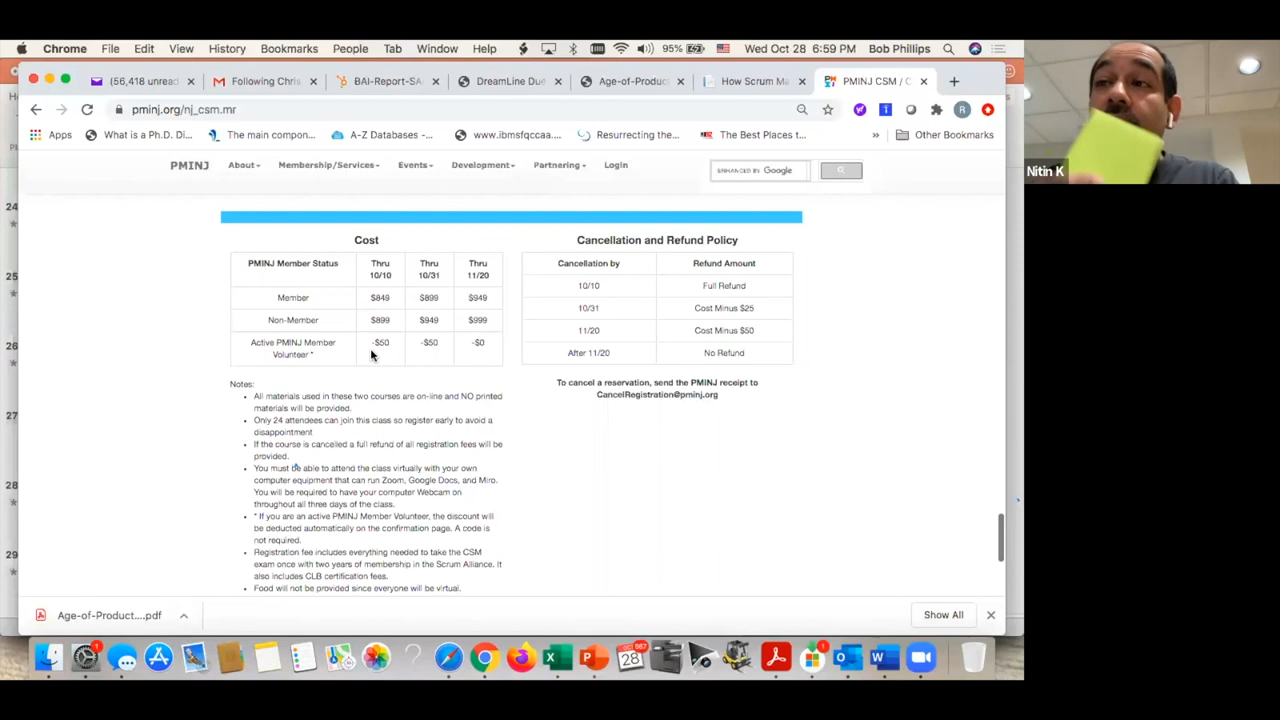 Chrome File Edit View History Bookmarks People Tab Window Help 95% Wed Oct 28 6:59 PM Bob Phillips
(56,418 unread Following Chris BAI-Report-SA DreamLine Due Age-of-Produc How Scrum Ma PMINJ CSM / C
pminj.org/nj_csm.mr
Apps What is a Ph.D. Di... The main compon... A-Z Databases -... www.ibmsfqccaa.... Resurrecting the... The Best Places t... » Other Bookmarks
PMINJ About Membership/Services Events Development Partnering Login ENHANCED BY Google
Nitin K
24
25
26
27
28
29
Cost
PMINJ Member Status Thru 10/10 Thru 10/31 Thru 11/20
Member $849 $899 $949
Non-Member $899 $949 $999
Active PMINJ Member -$50 -$50 -$0
Volunteer *
Notes:
All materials used in these two courses are on-line and NO printed
materials will be provided.
Only 24 attendees can join this class so register early to avoid a
disappointment
If the course is cancelled a full refund of all registration fees will be
provided.
You must be able to attend the class virtually with your own
computer equipment that can run Zoom, Google Docs, and Miro.
You will be required to have your computer Webcam on
throughout all three days of the class.
* If you are an active PMINJ Member Volunteer, the discount will
be deducted automatically on the confirmation page. A code is
not required.
Registration fee includes everything needed to take the CSM
exam once with two years of membership in the Scrum Alliance. It
also includes CLB certification fees.
Food will not be provided since everyone will be virtual.
Cancellation and Refund Policy
Cancellation by Refund Amount
10/10 Full Refund
10/31 Cost Minus $25
11/20 Cost Minus $50
After 11/20 No Refund
To cancel a reservation, send the PMINJ receipt to
CancelRegistration@pminj.org
Age-of-Product....pdf Show All